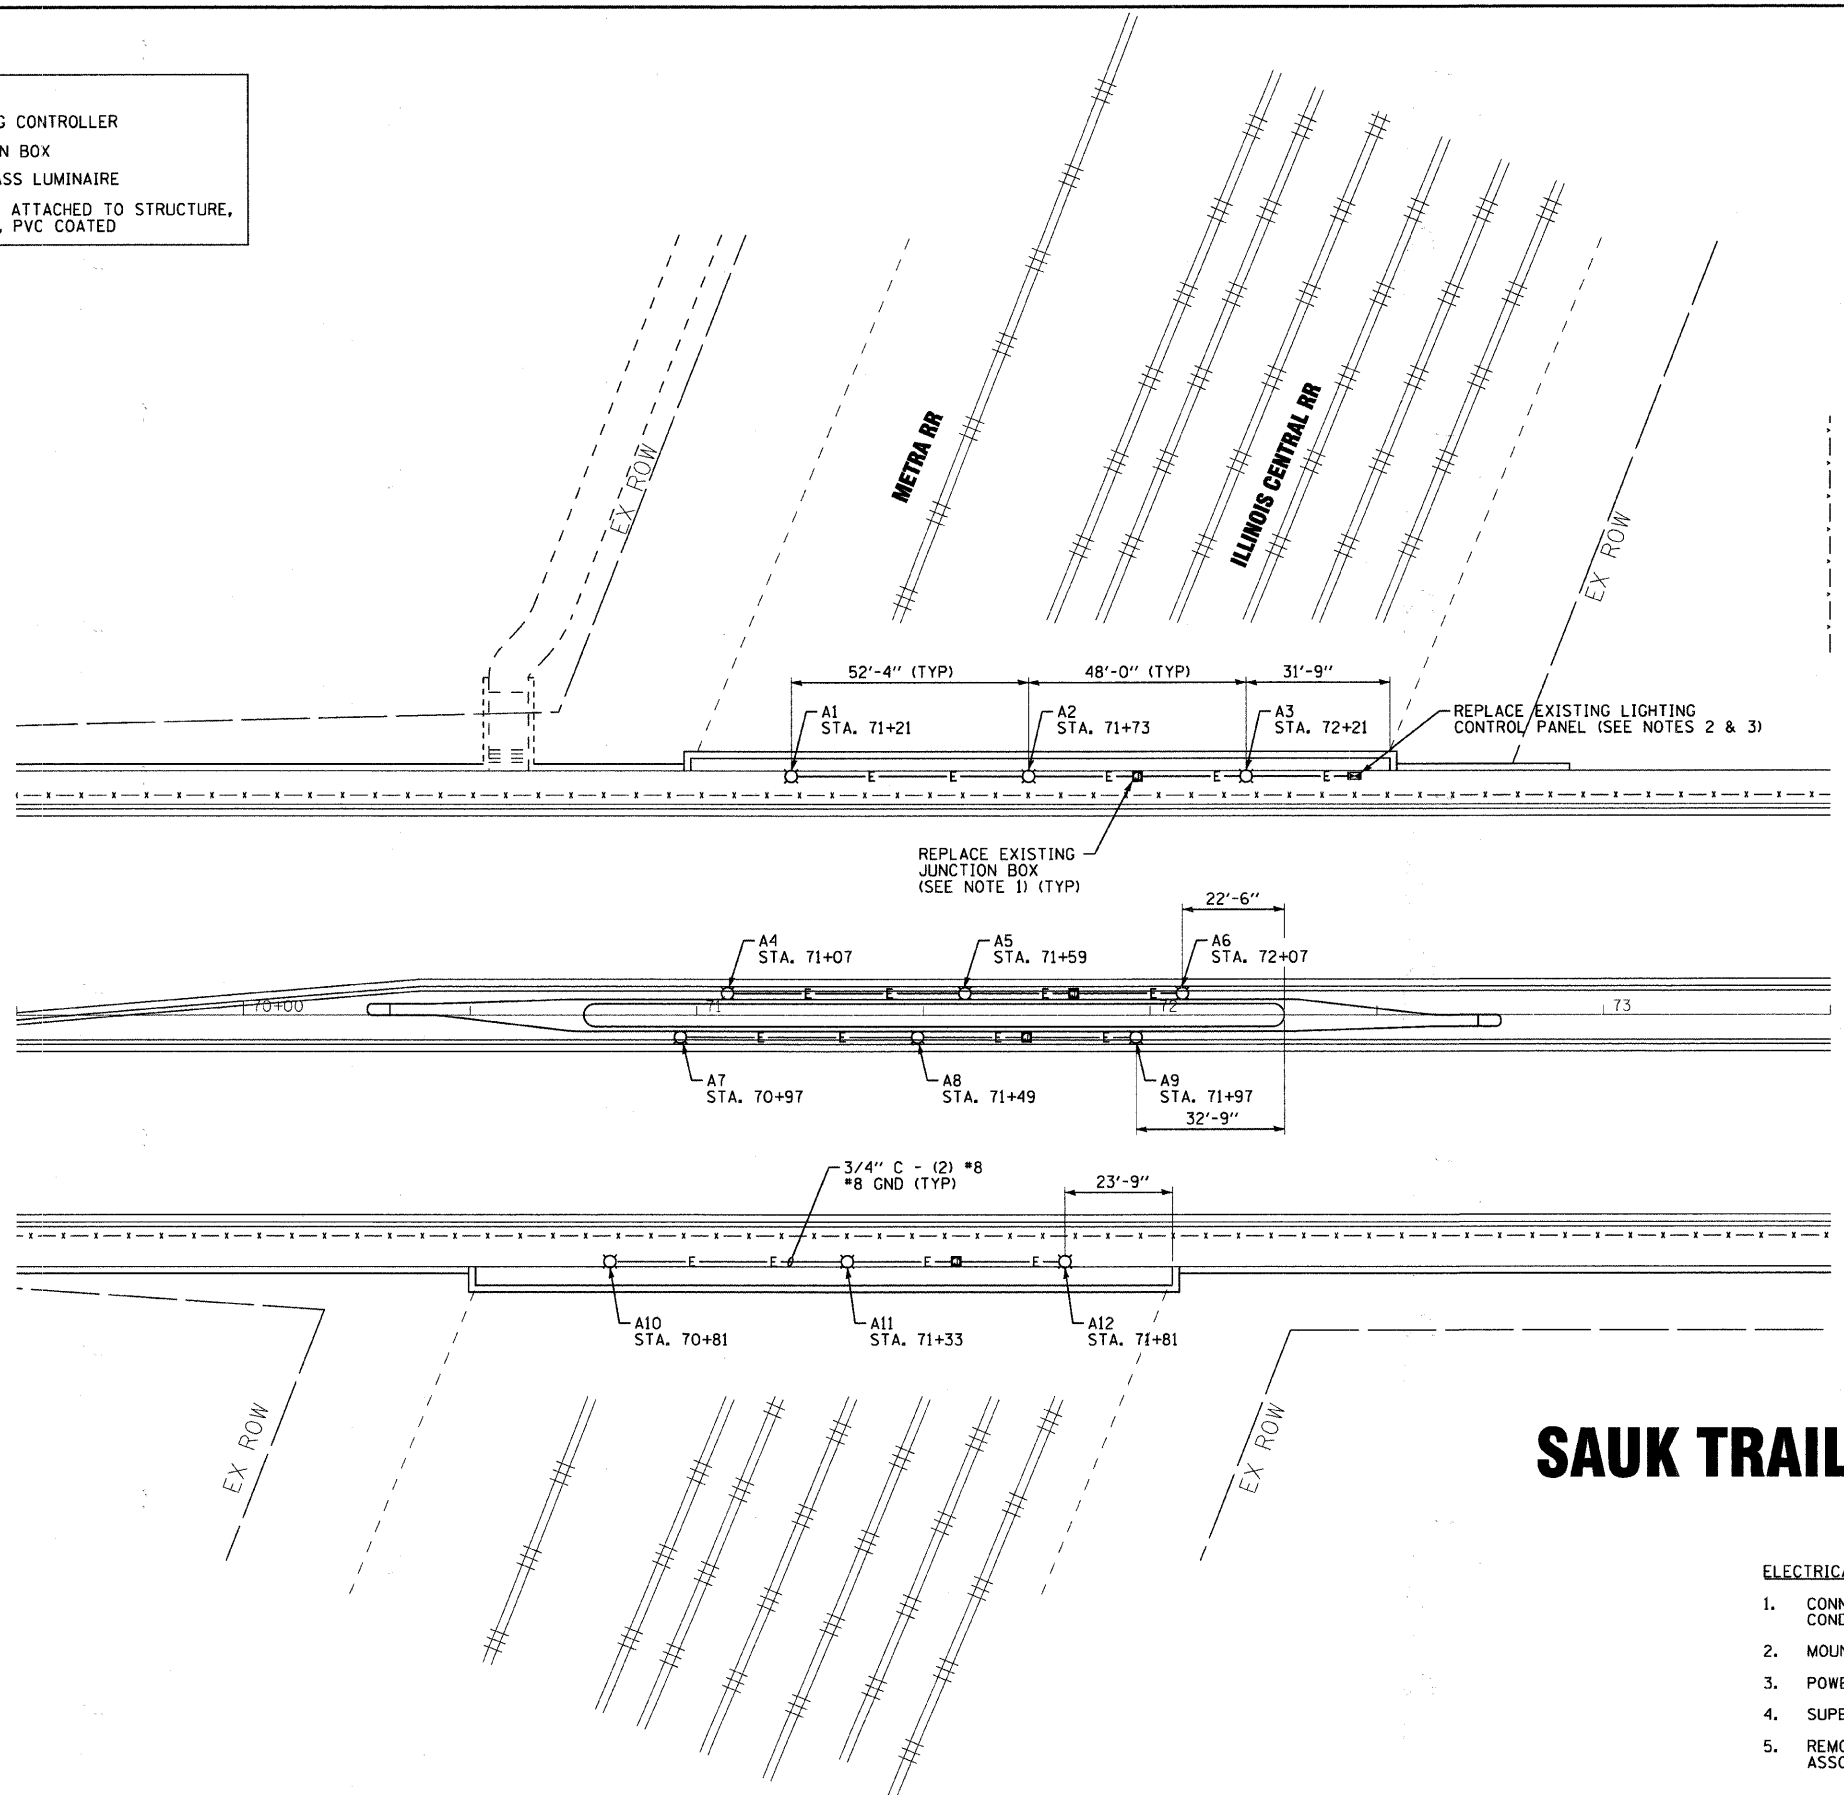 G CONTROLLER
N BOX
ASS LUMINAIRE
ATTACHED TO STRUCTURE,
, PVC COATED
METRA RR
ILLINOIS CENTRAL RR
EX ROW
EX ROW
52'-4" (TYP)
48'-0" (TYP)
31'-9"
A1
STA. 71+21
A2
STA. 71+73
A3
STA. 72+21
REPLACE EXISTING LIGHTING
CONTROL PANEL (SEE NOTES 2 & 3)
E E E E E
REPLACE EXISTING
JUNCTION BOX
(SEE NOTE 1) (TYP)
22'-6"
A4
STA. 71+07
A5
STA. 71+59
A6
STA. 72+07
E E E E
70+00
71
72
73
E E E E
A7
STA. 70+97
A8
STA. 71+49
A9
STA. 71+97
32'-9"
3/4" C - (2) #8
#8 GND (TYP)
23'-9"
E E E E
A10
STA. 70+81
A11
STA. 71+33
A12
STA. 71+81
EX ROW
EX ROW
SAUK TRAIL
ELECTRICA
1. CONN
COND
2. MOUN
3. POWE
4. SUPE
5. REMO
ASSO